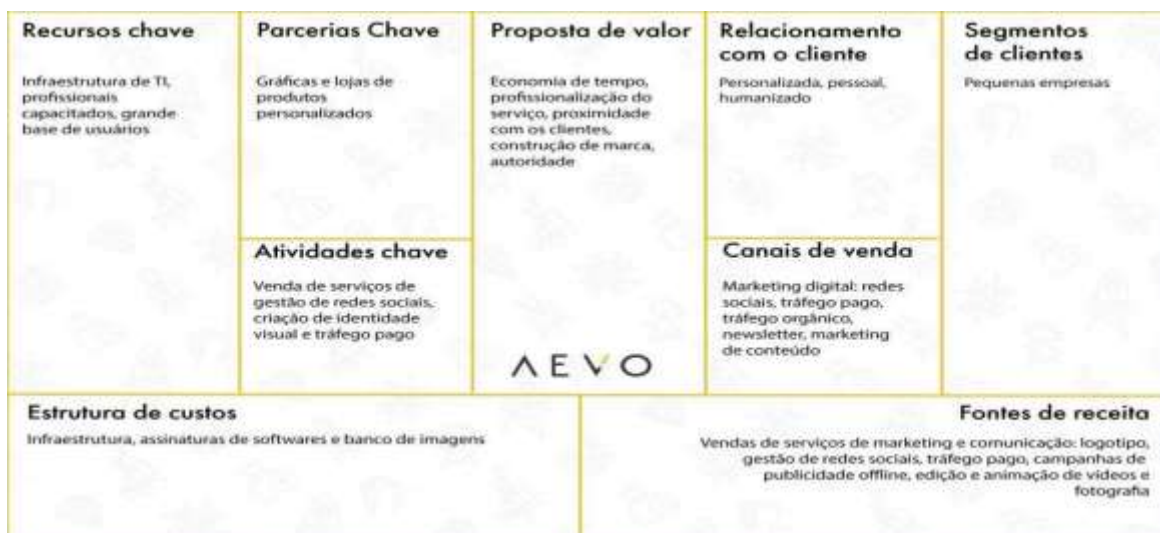 Recursos chave
Infraestrutura de TI,
profissionais
capacitados, grande
base de usuários
Parcerias Chave
Gráficas e lojas de
produtos
personalizados
Atividades chave
Venda de serviços de
gestão de redes sociais,
criação de identidade
visual e tráfego pago
Proposta de valor
Economia de tempo,
profissionalização do
serviço, proximidade
com os clientes,
construção de marca,
autoridade
AEVO
Relacionamento
com o cliente
Personalizada, pessoal,
humanizado
Canais de venda
Marketing digital: redes
sociais, tráfego pago,
tráfego orgânico,
newsletter, marketing
de conteúdo
Segmentos
de clientes
Pequenas empresas
Estrutura de custos
Infraestrutura, assinaturas de softwares e banco de imagens
Fontes de receita
Vendas de serviços de marketing e comunicação: logotipo,
gestão de redes sociais, tráfego pago, campanhas de
publicidade offline, edição e animação de vídeos e
fotografia